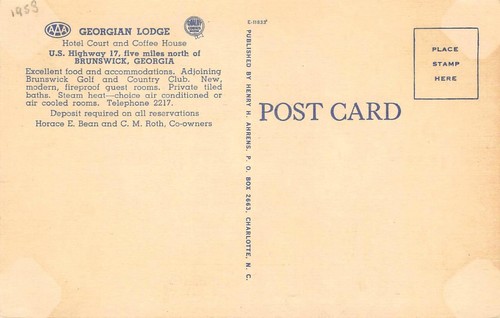 1953
AAA GEORGIAN LODGE
Hotel Court and Coffee House
U.S. Highway 17, five miles north of
BRUNSWICK, GEORGIA
Excellent food and accommodations. Adjoining
Brunswick Golf and Country Club. New,
modern, fireproof guest rooms. Private tiled
baths. Steam heat—choice air conditioned or
air cooled rooms. Telephone 2217.
Deposit required on all reservations
Horace E. Bean and C. M. Roth, Co-owners
PUBLISHED BY HENRY H. AHRENS, P. O. BOX 2663, CHARLOTTE, N. C.
POST CARD
PLACE
STAMP
HERE